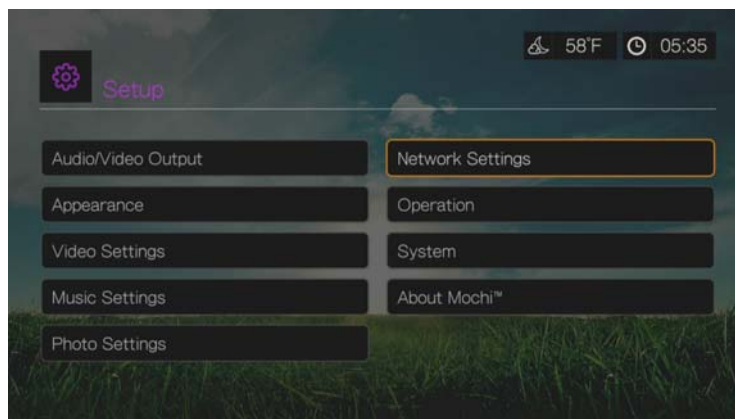 58°F 05:35
Setup
Audio/Video Output
Network Settings
Appearance
Operation
Video Settings
System
Music Settings
About Mochi™
Photo Settings